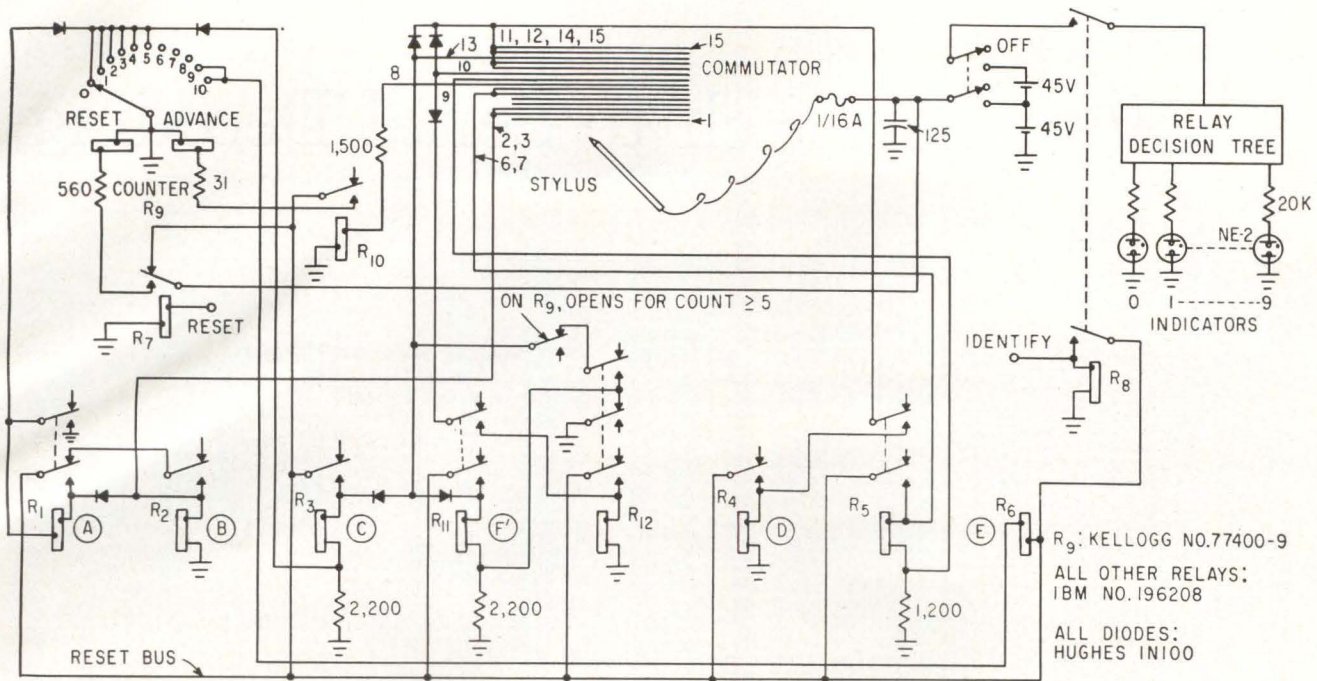 11, 12, 14, 15
15
OFF
13
COMMUTATOR
1 2 3 4 5 6 7 8 9 10
8
10
9
45V
RESET ADVANCE
1
1/16 A
125
45V
2, 3
6,7
RELAY
DECISION TREE
1,500
STYLUS
560 COUNTER 31
R9
20K
NE-2
R10
ON R9, OPENS FOR COUNT ≥ 5
0 1 9
INDICATORS
RESET
R7
IDENTIFY
R8
R1 A R2 B R3 C R11 F' R12 R4 D R5 E R6
R9: KELLOGG NO.77400-9
ALL OTHER RELAYS:
IBM NO.196208
2,200 2,200 1,200
ALL DIODES:
HUGHES IN100
RESET BUS